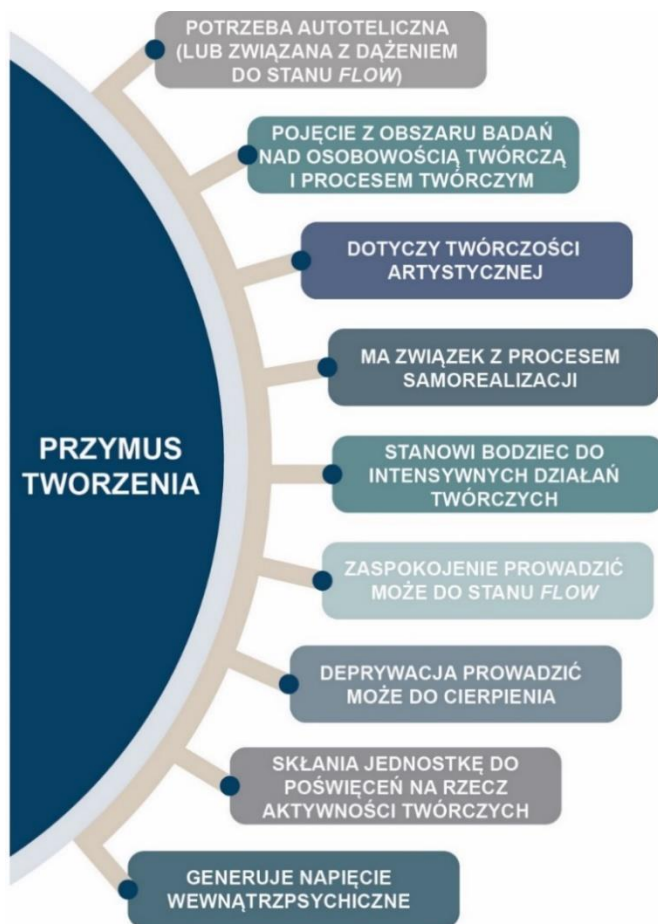 POTRZEBA AUTOTELICZNA
(LUB ZWIĄZANA Z DĄŻENIEM
DO STANU FLOW)
POJĘCIE Z OBSZARU BADAŃ
NAD OSOBOWOŚCIĄ TWÓRCZĄ
I PROCESEM TWÓRCZYM
DOTYCZY TWÓRCZOŚCI
ARTYSTYCZNEJ
MA ZWIĄZEK Z PROCESEM
SAMOREALIZACJI
PRZYMUS
TWORZENIA
STANOWI BODZIEC DO
INTENSYWNYCH DZIAŁAŃ
TWÓRCZYCH
ZASPOKOJENIE PROWADZIĆ
MOŻE DO STANU FLOW
DEPRYWACJA PROWADZIĆ
MOŻE DO CIERPIENIA
SKŁANIA JEDNOSTKĘ DO
POŚWIĘCEŃ NA RZECZ
AKTYWNOŚCI TWÓRCZYCH
GENERUJE NAPIĘCIE
WEWNĄTRZPSYCHICZNE